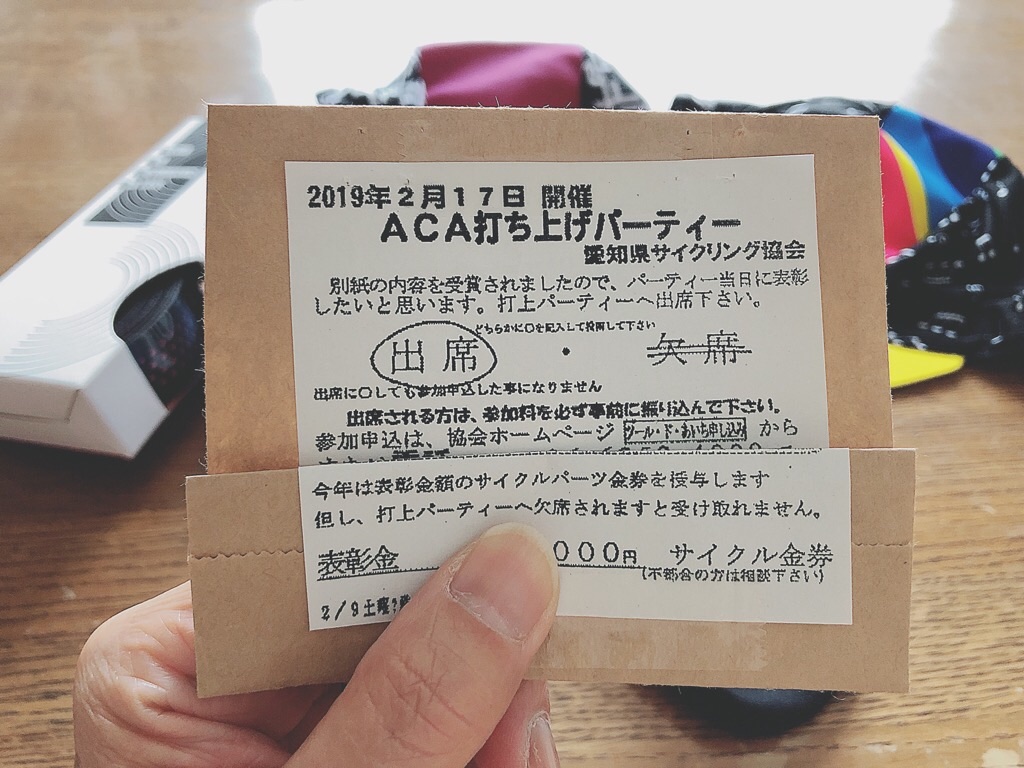 2019年2月17日 開催
ACA打ち上げパーティー
愛知県サイクリング協会
別紙の内容を受賞されましたので、パーティー当日に表彰
したいと思います。打上パーティーへ出席下さい。
どちらかに〇を記入して投函して下さい
出席 ・ 欠席
出席に〇しても参加申込した事になりません
出席される方は、参加料を必ず事前に振り込んで下さい。
参加申込は、協会ホームページ ツール・ド・あいち申し込み から
今年は表彰金額のサイクルパーツ金券を授与します
但し、打上パーティーへ欠席されますと受け取れません。
表彰金 000円 サイクル金券
(不都合の方は相談下さい)
2/9土曜